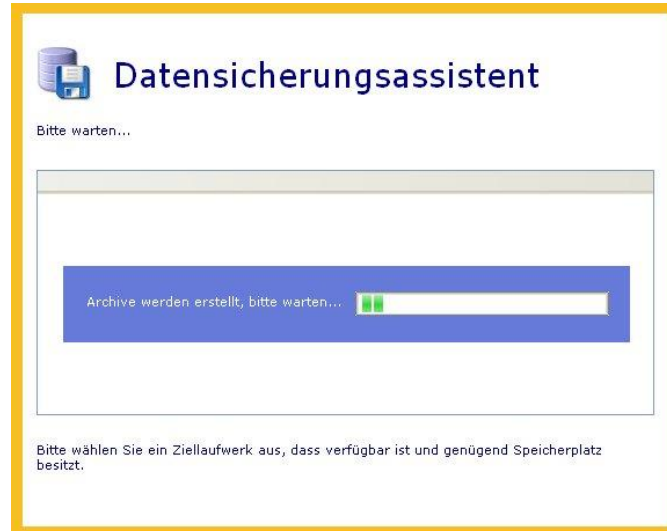 Datensicherungsassistent
Bitte warten...
Archive werden erstellt, bitte warten...
Bitte wählen Sie ein Ziellaufwerk aus, dass verfügbar ist und genügend Speicherplatz
besitzt.